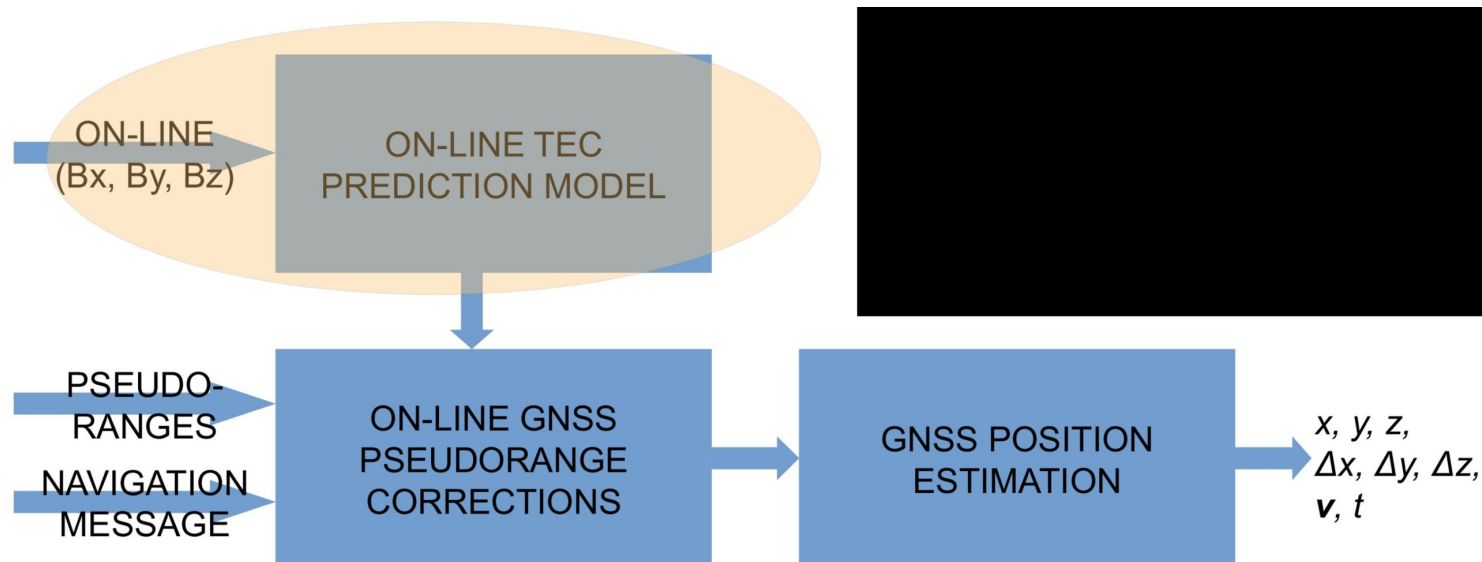 ON-LINE
(Bx, By, Bz)
ON-LINE TEC
PREDICTION MODEL
PSEUDO-
RANGES
NAVIGATION
MESSAGE
ON-LINE GNSS
PSEUDORANGE
CORRECTIONS
GNSS POSITION
ESTIMATION
x, y, z,
Δx, Δy, Δz,
v, t